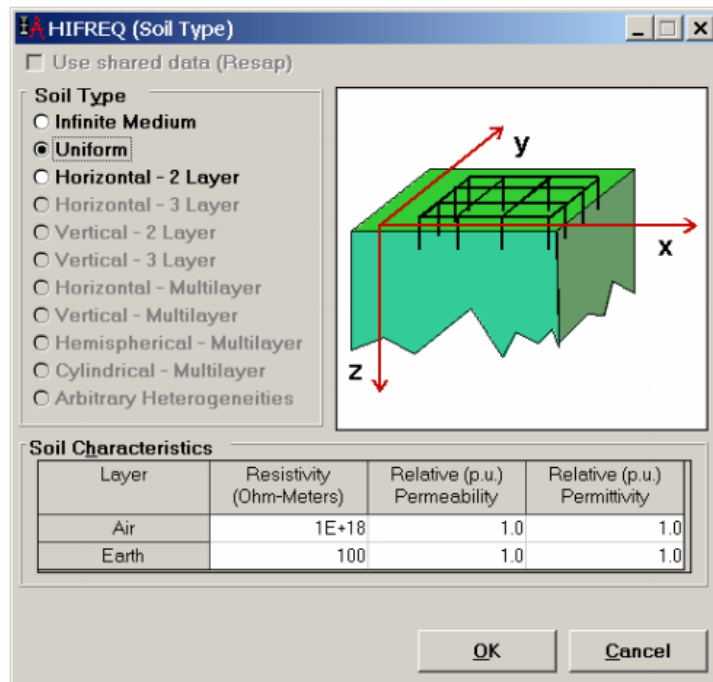 HIFREQ (Soil Type)
Use shared data (Resap)
Soil Type
Infinite Medium
Uniform
Horizontal - 2 Layer
Horizontal - 3 Layer
Vertical - 2 Layer
Vertical - 3 Layer
Horizontal - Multilayer
Vertical - Multilayer
Hemispherical - Multilayer
Cylindrical - Multilayer
Arbitrary Heterogeneities
y
x
z
Soil Characteristics
Layer Resistivity (Ohm-Meters) Relative (p.u.) Permeability Relative (p.u.) Permittivity
Air 1E+18 1.0 1.0
Earth 100 1.0 1.0
OK Cancel